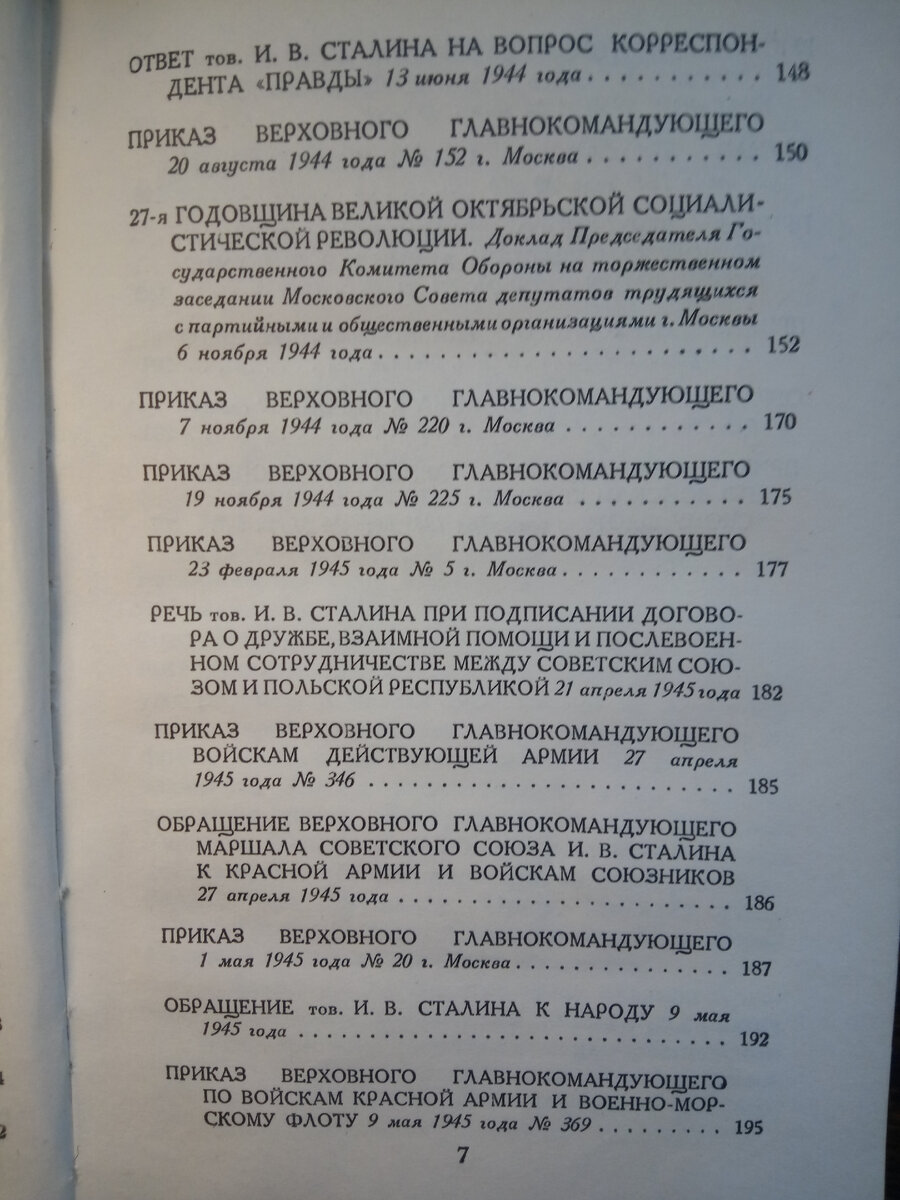 ОТВЕТ тов. И. В. СТАЛИНА НА ВОПРОС КОРРЕСПОН-
ДЕНТА «ПРАВДЫ» 13 июня 1944 года . . . . . . . . . . . . 148
ПРИКАЗ ВЕРХОВНОГО ГЛАВНОКОМАНДУЮЩЕГО
20 августа 1944 года № 152 г. Москва . . . . . . . . . . . . 150
27-я ГОДОВЩИНА ВЕЛИКОЙ ОКТЯБРЬСКОЙ СОЦИАЛИ-
СТИЧЕСКОЙ РЕВОЛЮЦИИ. Доклад Председателя Го-
сударственного Комитета Обороны на торжественном
заседании Московского Совета депутатов трудящихся
с партийными и общественными организациями г. Москвы
6 ноября 1944 года . . . . . . . . . . . . . . . . . . . . . . . . 152
ПРИКАЗ ВЕРХОВНОГО ГЛАВНОКОМАНДУЮЩЕГО
7 ноября 1944 года № 220 г. Москва . . . . . . . . . . . . 170
ПРИКАЗ ВЕРХОВНОГО ГЛАВНОКОМАНДУЮЩЕГО
19 ноября 1944 года № 225 г. Москва . . . . . . . . . . . 175
ПРИКАЗ ВЕРХОВНОГО ГЛАВНОКОМАНДУЮЩЕГО
23 февраля 1945 года № 5 г. Москва . . . . . . . . . . . . 177
РЕЧЬ тов. И. В. СТАЛИНА ПРИ ПОДПИСАНИИ ДОГОВО-
РА О ДРУЖБЕ, ВЗАИМНОЙ ПОМОЩИ И ПОСЛЕВОЕН-
НОМ СОТРУДНИЧЕСТВЕ МЕЖДУ СОВЕТСКИМ СОЮ-
ЗОМ И ПОЛЬСКОЙ РЕСПУБЛИКОЙ 21 апреля 1945 года 182
ПРИКАЗ ВЕРХОВНОГО ГЛАВНОКОМАНДУЮЩЕГО
ВОЙСКАМ ДЕЙСТВУЮЩЕЙ АРМИИ 27 апреля
1945 года № 346 . . . . . . . . . . . . . . . . . . . . . . . . 185
ОБРАЩЕНИЕ ВЕРХОВНОГО ГЛАВНОКОМАНДУЮЩЕГО
МАРШАЛА СОВЕТСКОГО СОЮЗА И. В. СТАЛИНА
К КРАСНОЙ АРМИИ И ВОЙСКАМ СОЮЗНИКОВ
27 апреля 1945 года . . . . . . . . . . . . . . . . . . . . . . 186
ПРИКАЗ ВЕРХОВНОГО ГЛАВНОКОМАНДУЮЩЕГО
1 мая 1945 года № 20 г. Москва . . . . . . . . . . . . . . 187
ОБРАЩЕНИЕ тов. И. В. СТАЛИНА К НАРОДУ 9 мая
1945 года . . . . . . . . . . . . . . . . . . . . . . . . . . . . 192
ПРИКАЗ ВЕРХОВНОГО ГЛАВНОКОМАНДУЮЩЕГО
ПО ВОЙСКАМ КРАСНОЙ АРМИИ И ВОЕННО-МОР-
СКОМУ ФЛОТУ 9 мая 1945 года № 369 . . . . . . . . . 195
7